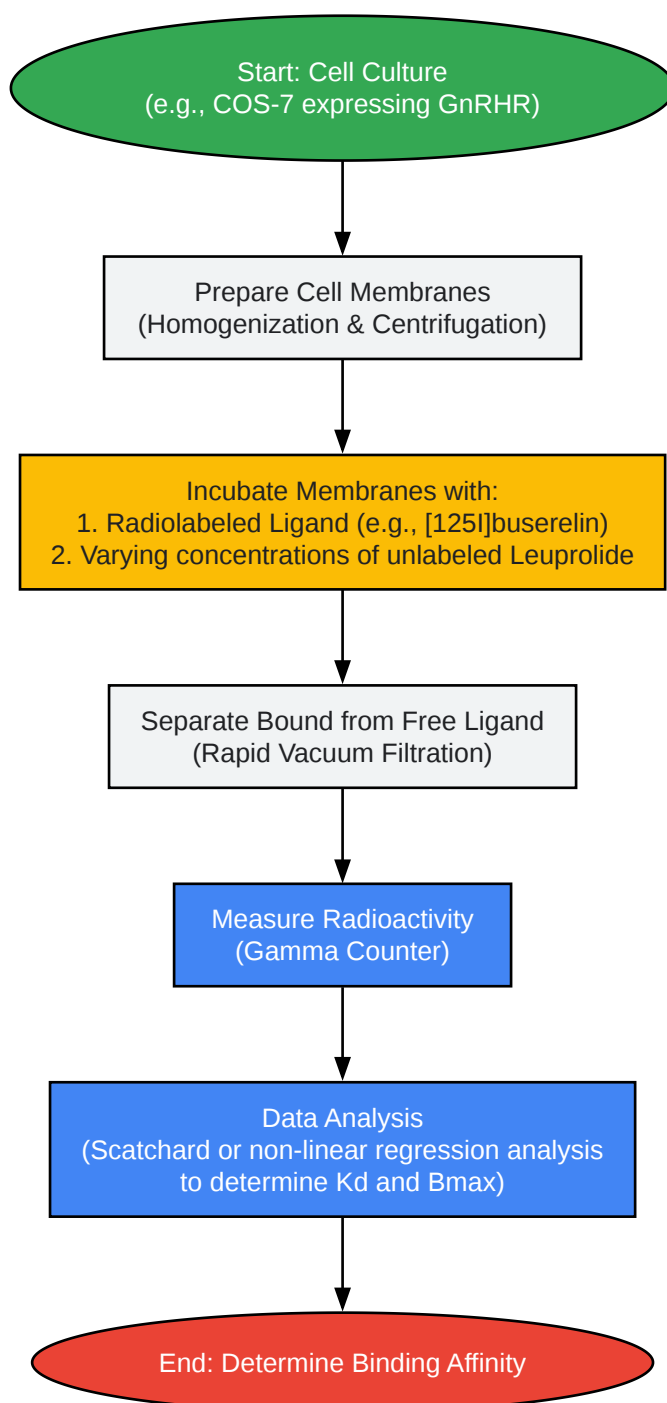 Start: Cell Culture
(e.g., COS-7 expressing GnRHR)
Prepare Cell Membranes
(Homogenization & Centrifugation)
Incubate Membranes with:
1. Radiolabeled Ligand (e.g., [125I]buserelin)
2. Varying concentrations of unlabeled Leuprolide
Separate Bound from Free Ligand
(Rapid Vacuum Filtration)
Measure Radioactivity
(Gamma Counter)
Data Analysis
(Scatchard or non-linear regression analysis
to determine Kd and Bmax)
End: Determine Binding Affinity